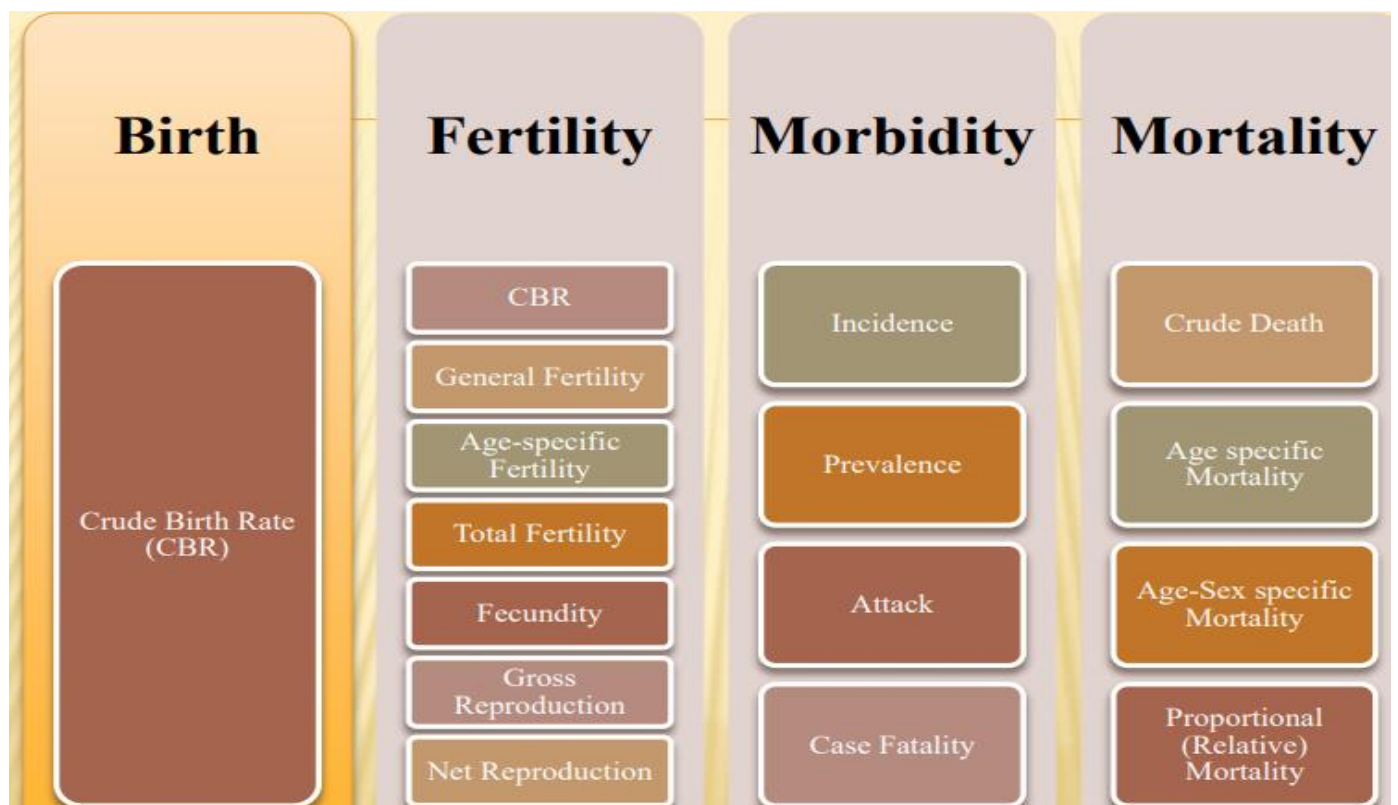 Birth
Crude Birth Rate
(CBR)
Fertility
CBR
General Fertility
Age-specific
Fertility
Total Fertility
Fecundity
Gross
Reproduction
Net Reproduction
Morbidity
Incidence
Prevalence
Attack
Case Fatality
Mortality
Crude Death
Age specific
Mortality
Age-Sex specific
Mortality
Proportional
(Relative)
Mortality